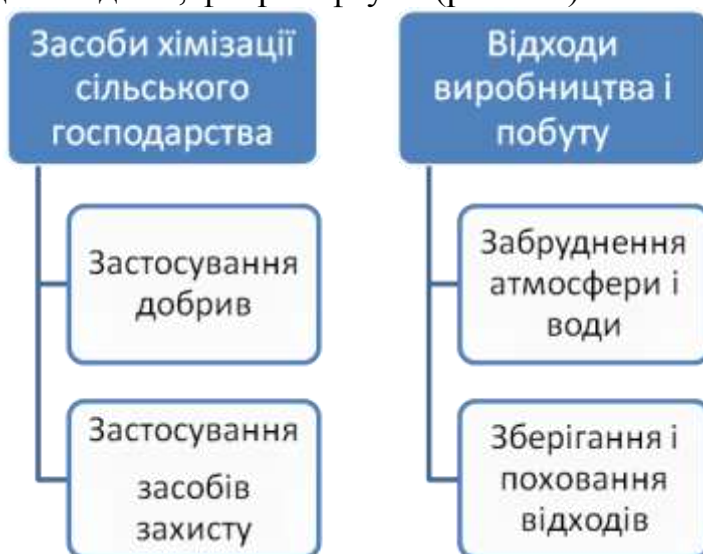 Засоби хімізації
сільського
господарства
Застосування
добрив
Застосування
засобів
захисту
Відходи
виробництва і
побуту
Забруднення
атмосфери і
води
Зберігання і
поховання
відходів